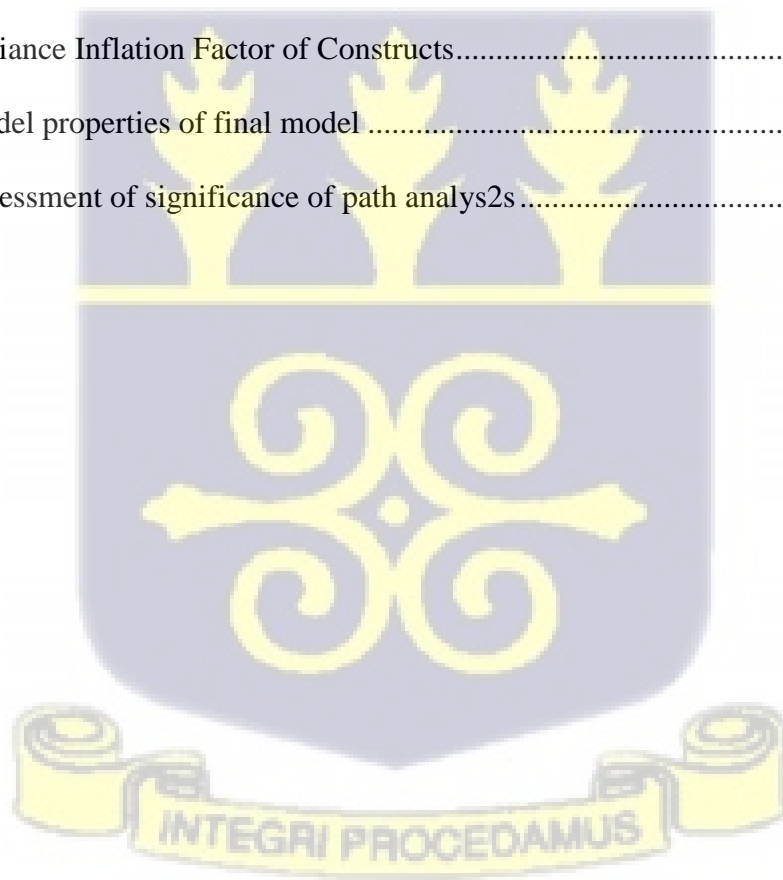 iance Inflation Factor of Constructs.....................................
del properties of final model ................................................
essment of significance of path analys2s ..............................
INTEGRI PROCEDAMUS